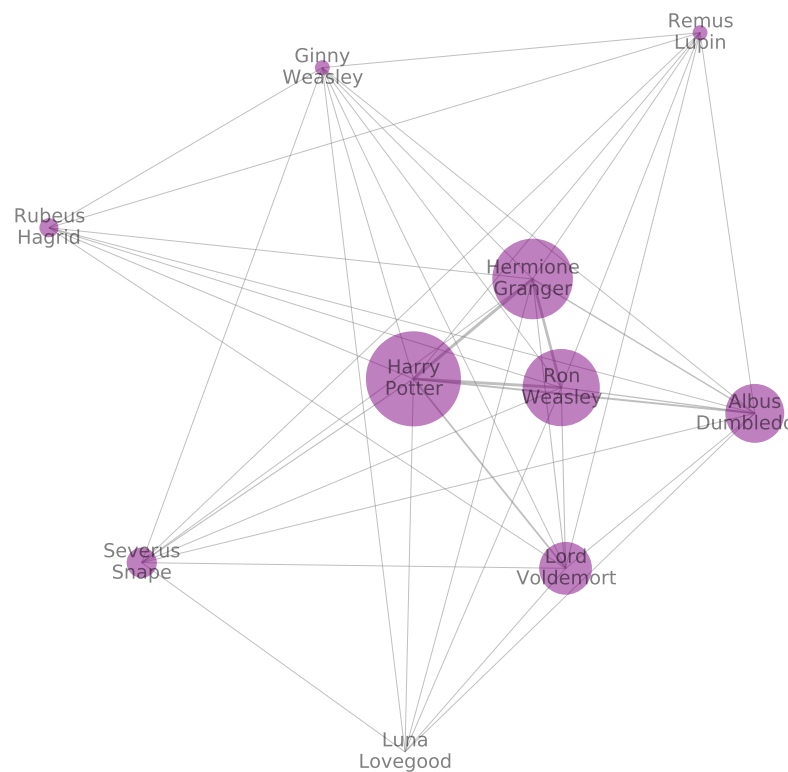 Remus
Lupin
Ginny
Weasley
Rubeus
Hagrid
Hermione
Granger
Harry
Potter
Ron
Weasley
Albus
Dumbledo
Severus
Snape
Lord
Voldemort
Luna
Lovegood